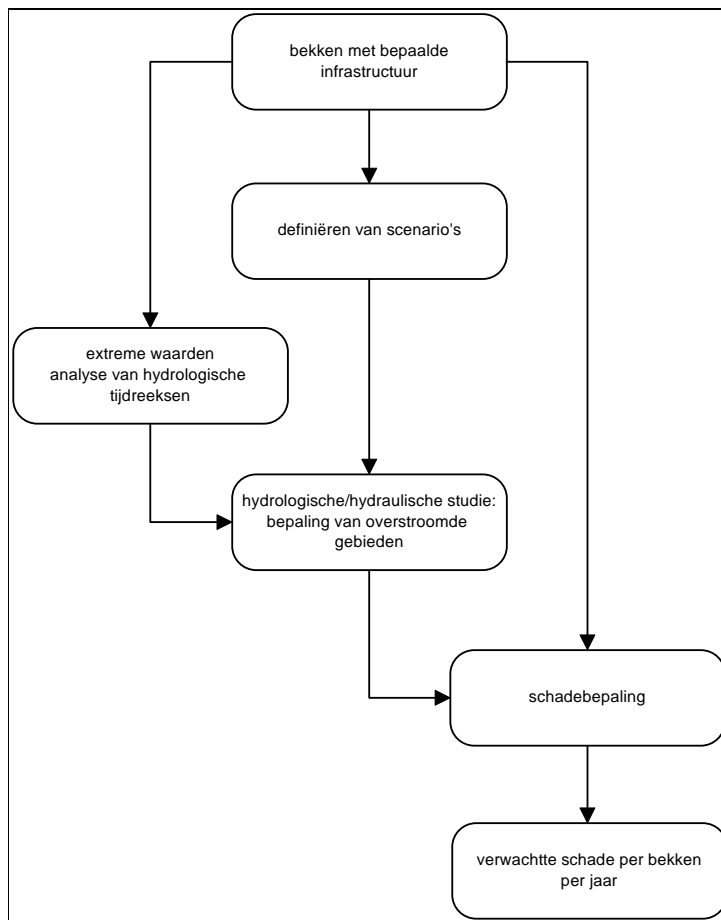 bekken met bepaalde
infrastructuur
definiëren van scenario's
extreme waarden
analyse van hydrologische
tijdreeksen
hydrologische/hydraulische studie:
bepaling van overstroomde
gebieden
schadebepaling
verwachtte schade per bekken
per jaar